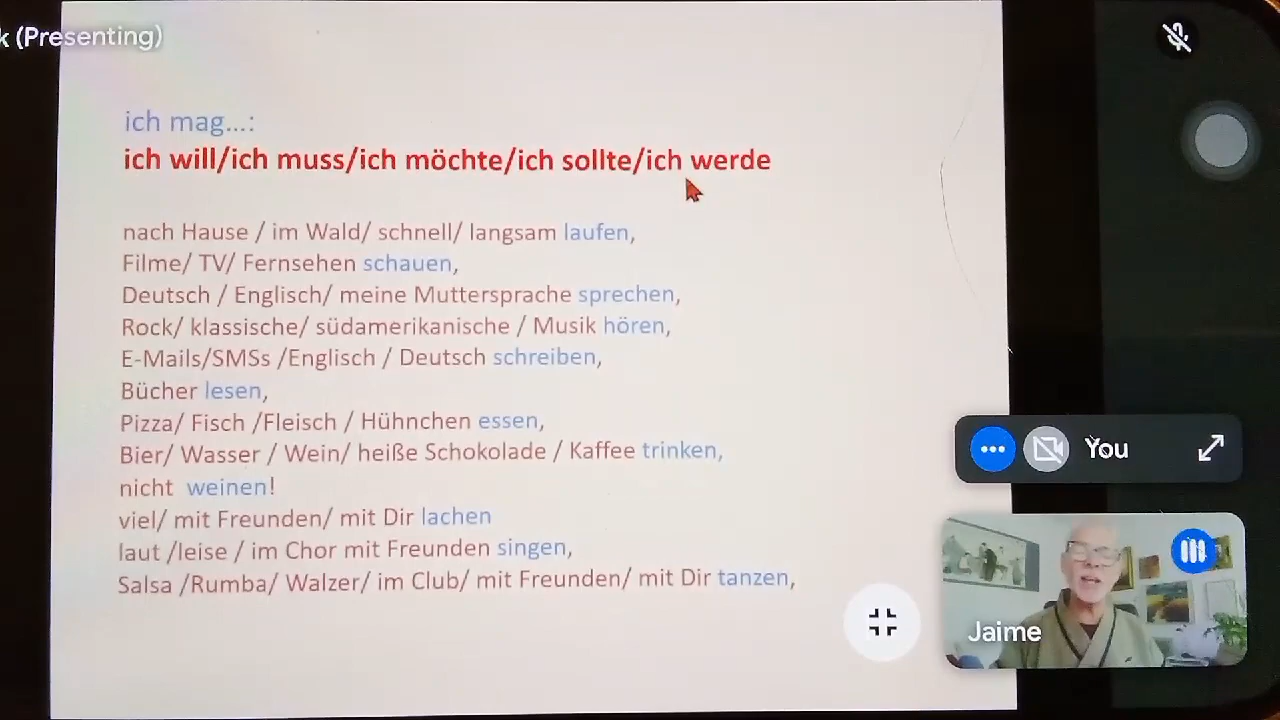 k (Presenting)
ich mag...:
ich will/ich muss/ich möchte/ich sollte/ich werde
nach Hause / im Wald/ schnell/ langsam laufen,
Filme/ TV/ Fernsehen schauen,
Deutsch / Englisch/ meine Muttersprache sprechen,
Rock/ klassische/ südamerikanische / Musik hören,
E-Mails/SMSs /Englisch / Deutsch schreiben,
Bücher lesen,
Pizza/ Fisch /Fleisch / Hühnchen essen,
Bier/ Wasser / Wein/ heiße Schokolade / Kaffee trinken,
nicht weinen!
viel/ mit Freunden/ mit Dir lachen
laut /leise / im Chor mit Freunden singen,
Salsa /Rumba/ Walzer/ im Club/ mit Freunden/ mit Dir tanzen,
You
Jaime